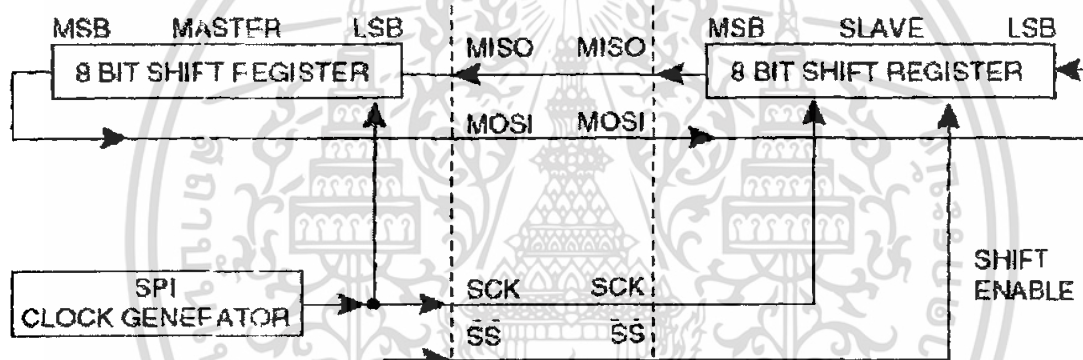 MSB MASTER LSB
8 BIT SHIFT REGISTER
MISO MISO
MSB SLAVE LSB
8 BIT SHIFT REGISTER
MOSI MOSI
SPI
CLOCK GENERATOR
SCK SCK
SS SS
SHIFT
ENABLE